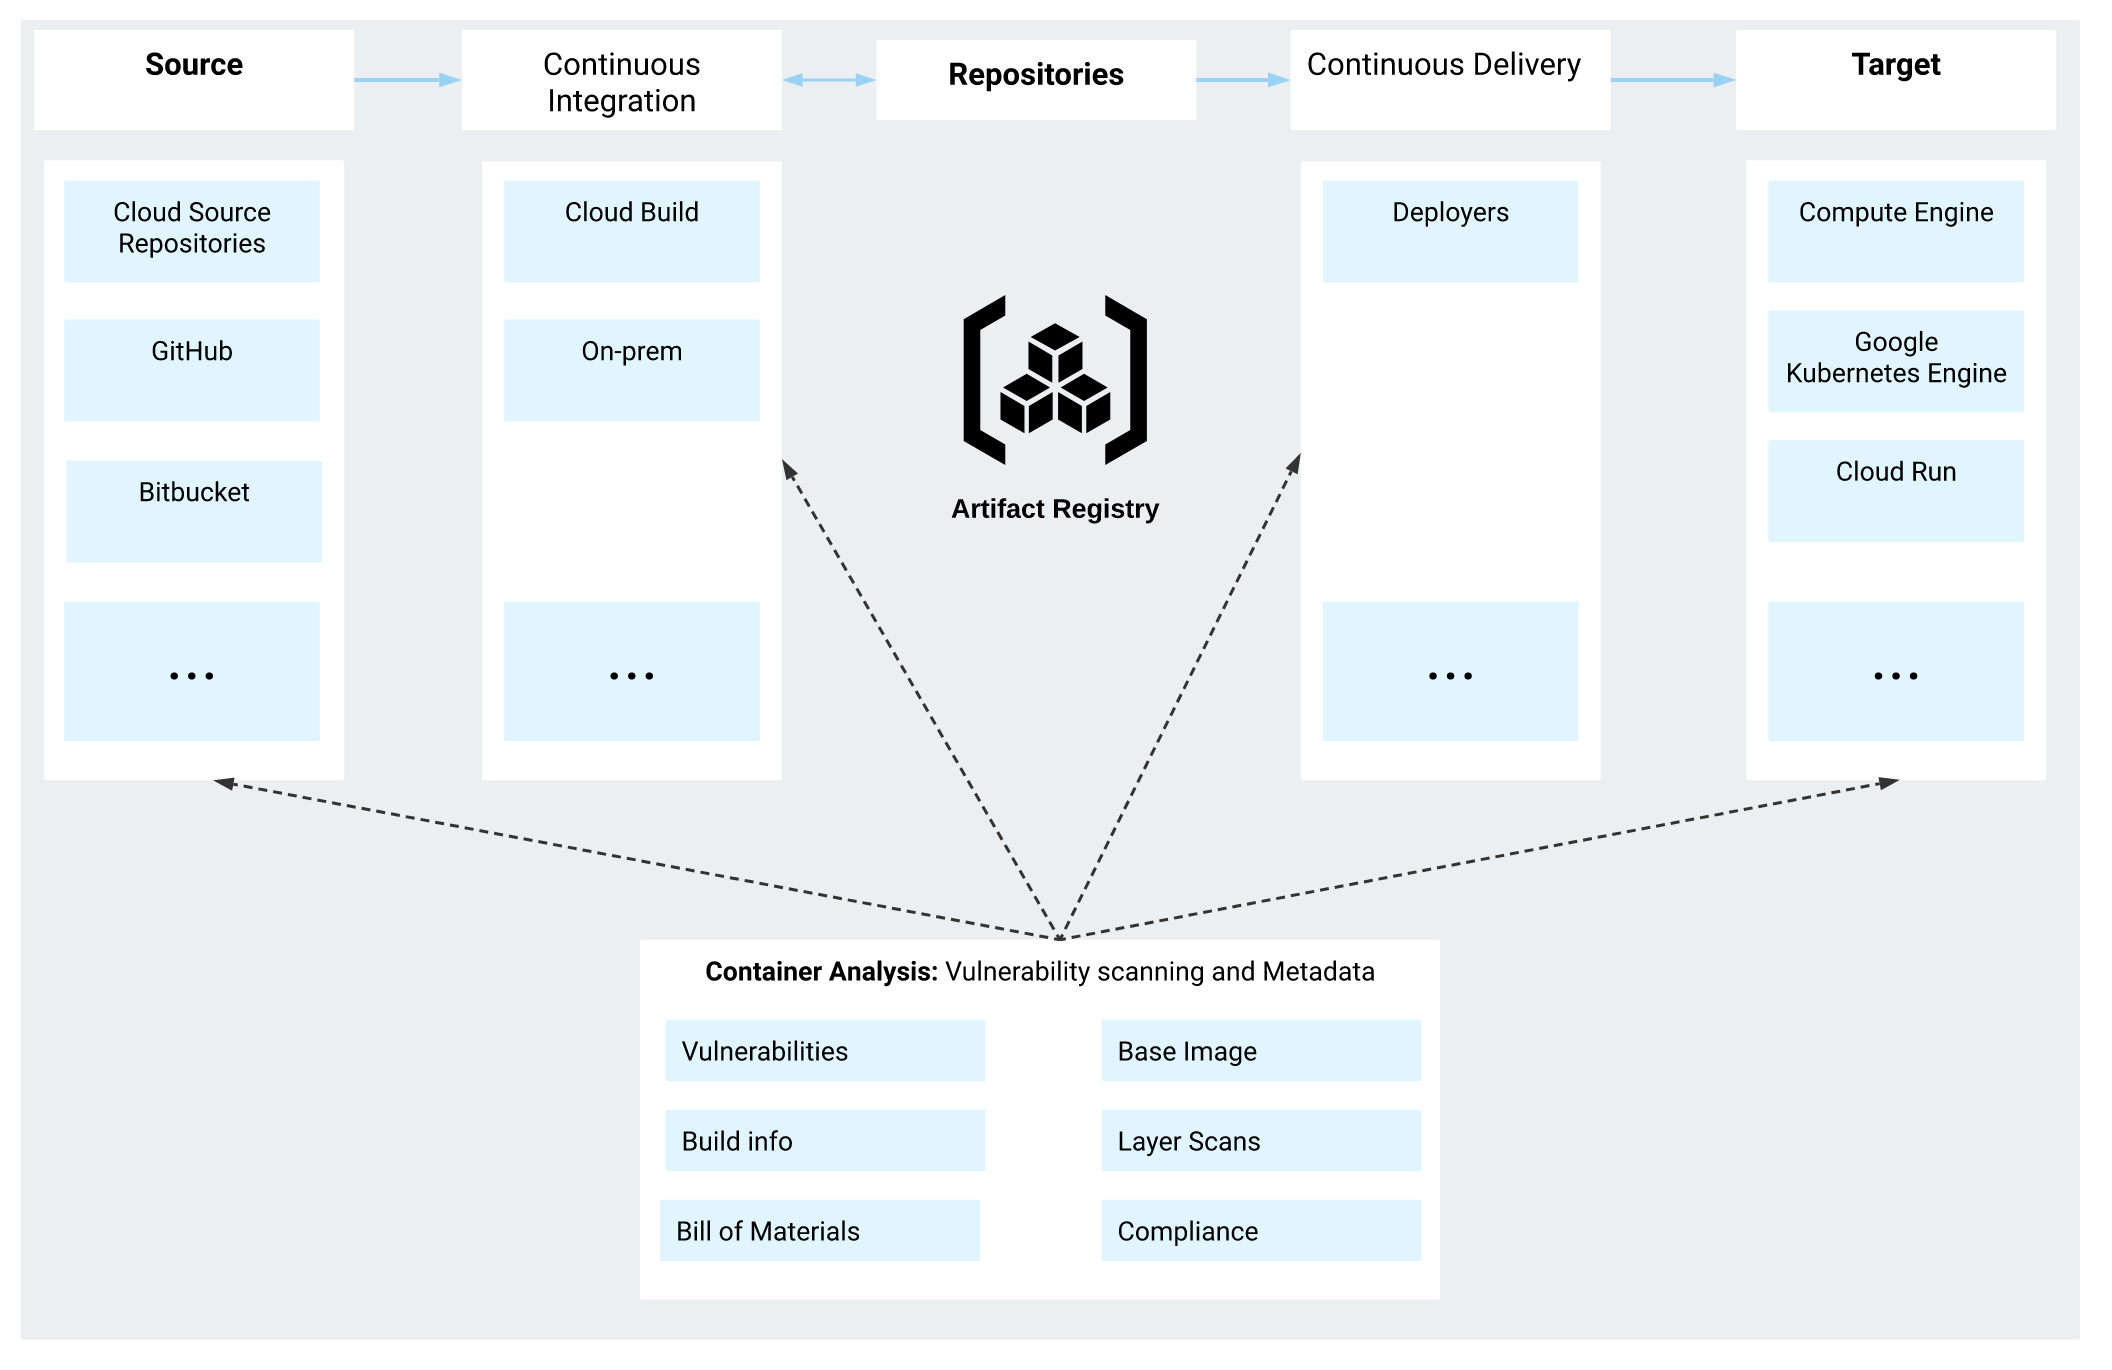 Source
Continuous
Integration
Repositories
Continuous Delivery
Target
Cloud Source
Repositories
GitHub
Bitbucket
...
Cloud Build
On-prem
...
Artifact Registry
Deployers
...
Compute Engine
Google
Kubernetes Engine
Cloud Run
...
Container Analysis: Vulnerability scanning and Metadata
Vulnerabilities
Base Image
Build info
Layer Scans
Bill of Materials
Compliance